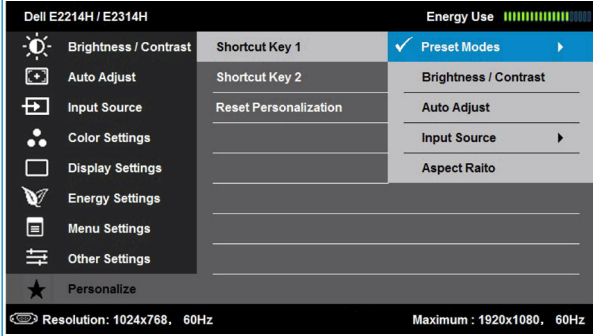 Dell E2214H / E2314H Energy Use
Brightness / Contrast Shortcut Key 1 Preset Modes
Auto Adjust Shortcut Key 2 Brightness / Contrast
Input Source Reset Personalization Auto Adjust
Color Settings Input Source
Display Settings Aspect Raito
Energy Settings
Menu Settings
Other Settings
Personalize
Resolution: 1024x768, 60Hz Maximum : 1920x1080, 60Hz